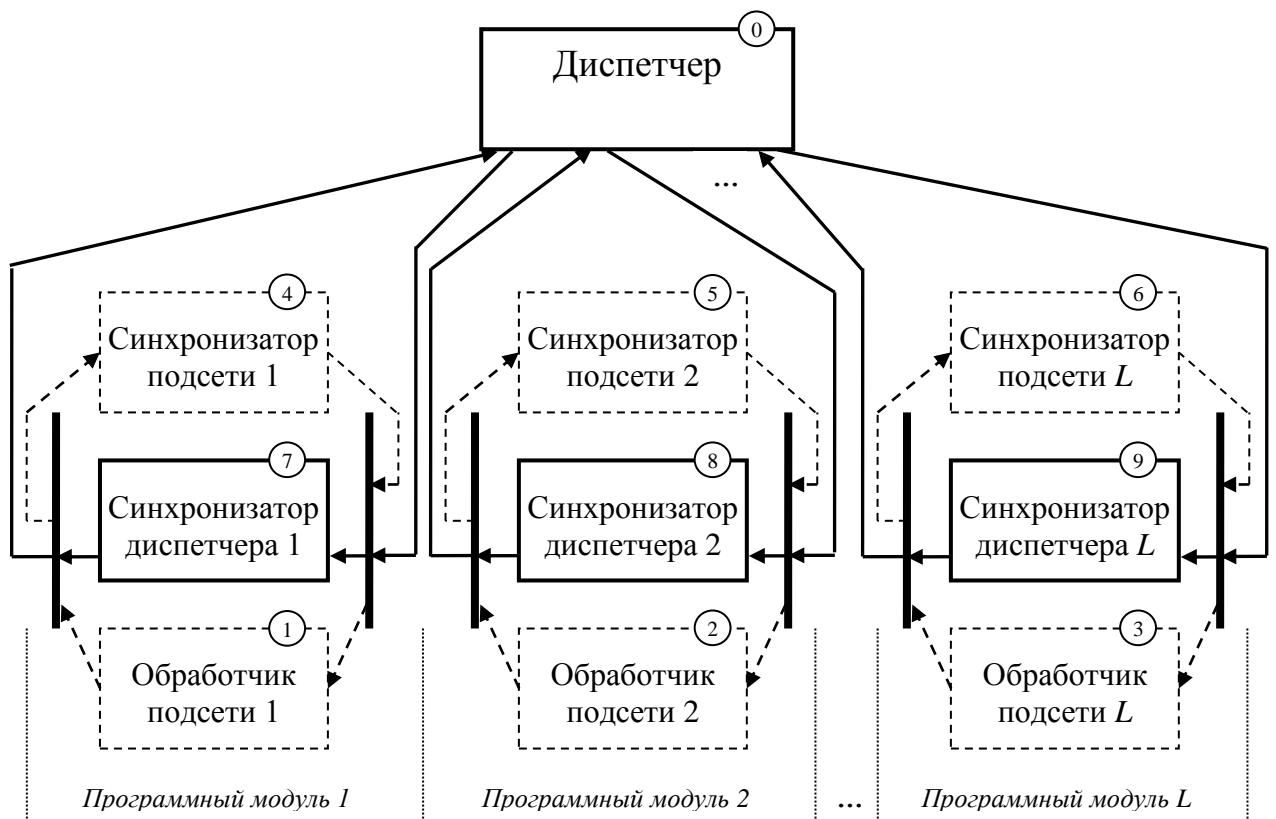 0
Диспетчер
...
4
Синхронизатор
подсети 1
5
Синхронизатор
подсети 2
6
Синхронизатор
подсети L
7
Синхронизатор
диспетчера 1
8
Синхронизатор
диспетчера 2
9
Синхронизатор
диспетчера L
1
Обработчик
подсети 1
2
Обработчик
подсети 2
3
Обработчик
подсети L
Программный модуль 1
Программный модуль 2
...
Программный модуль L